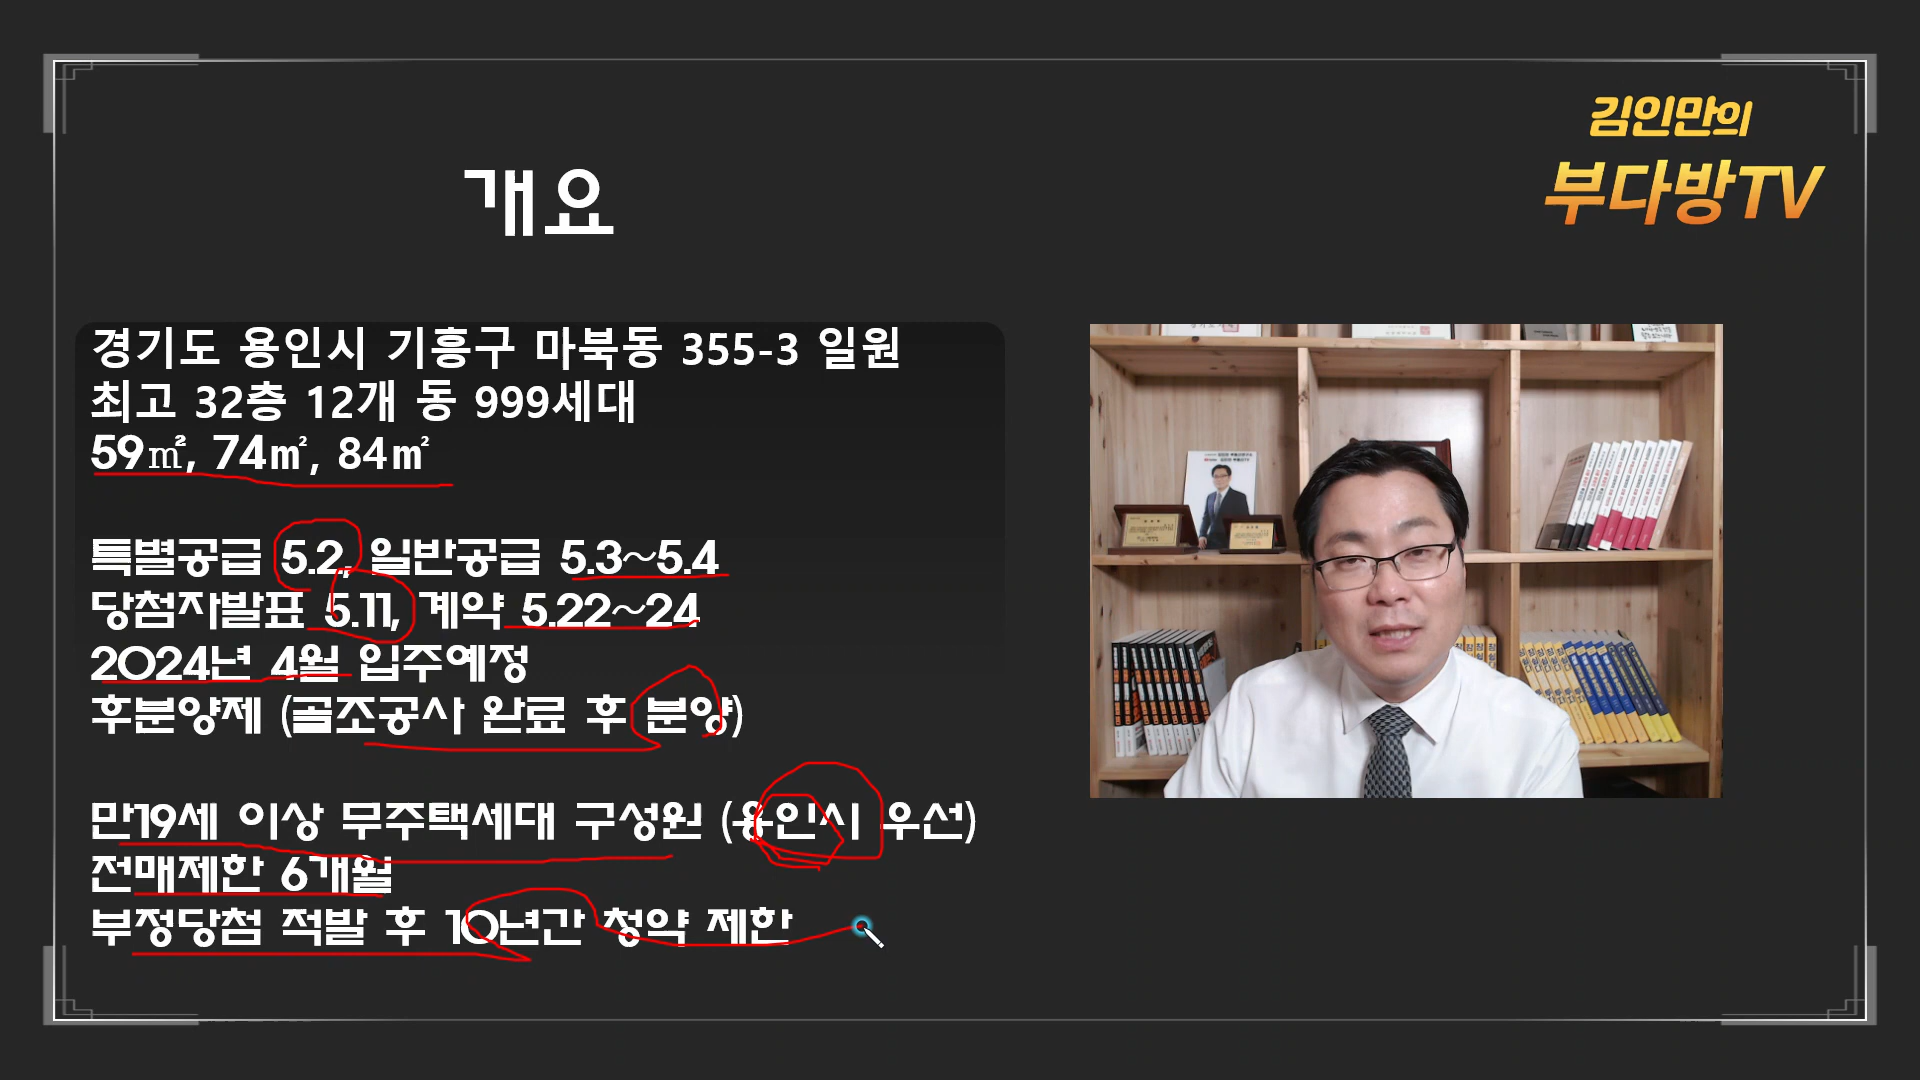 김인만의
부다방TV
개요
경기도 용인시 기흥구 마북동 355-3 일원
최고 32층 12개 동 999세대
59㎡, 74㎡, 84㎡
특별공급 5.2, 일반공급 5.3~5.4
당첨자발표 5.11, 계약 5.22~24
2024년 4월 입주예정
후분양제 (골조공사 완료 후 분양)
만19세 이상 무주택세대 구성원 (용인시 우선)
전매제한 6개월
부정당첨 적발 후 10년간 청약 제한